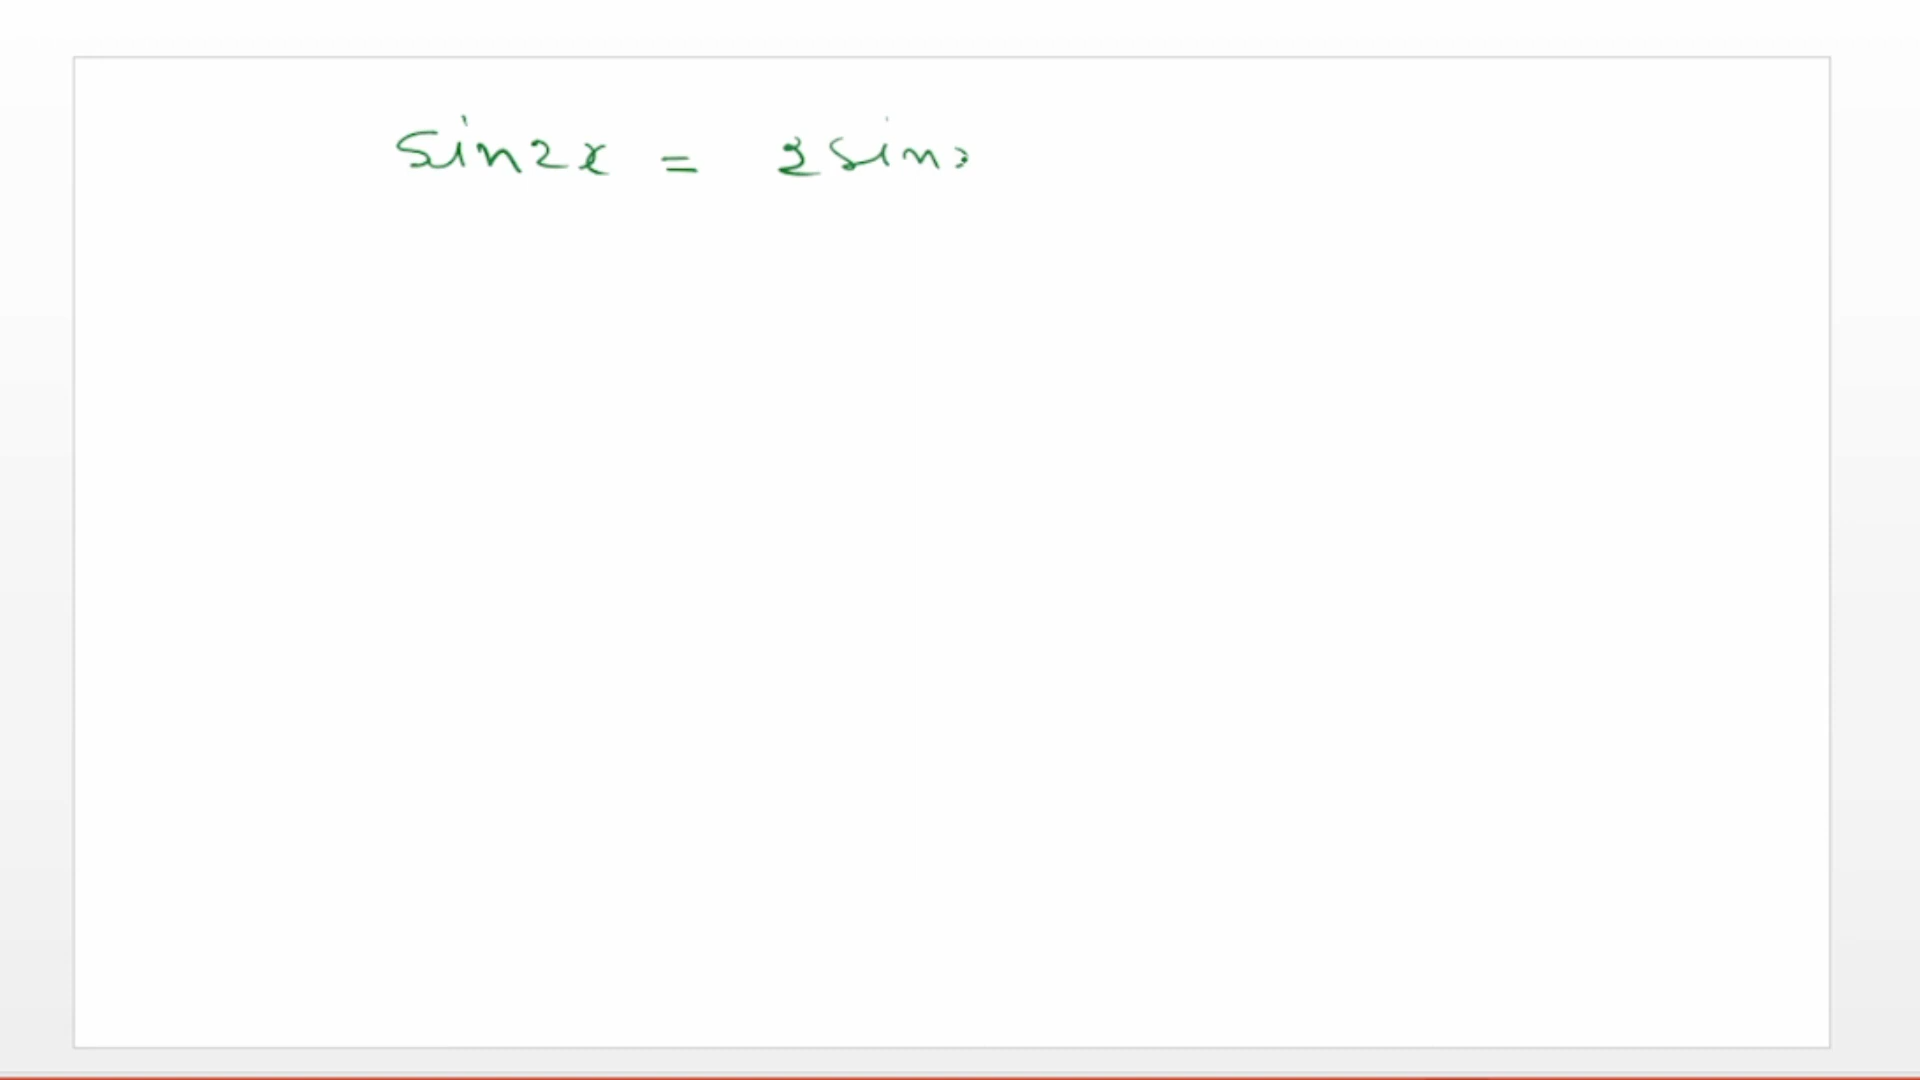 sin2x = 2sin